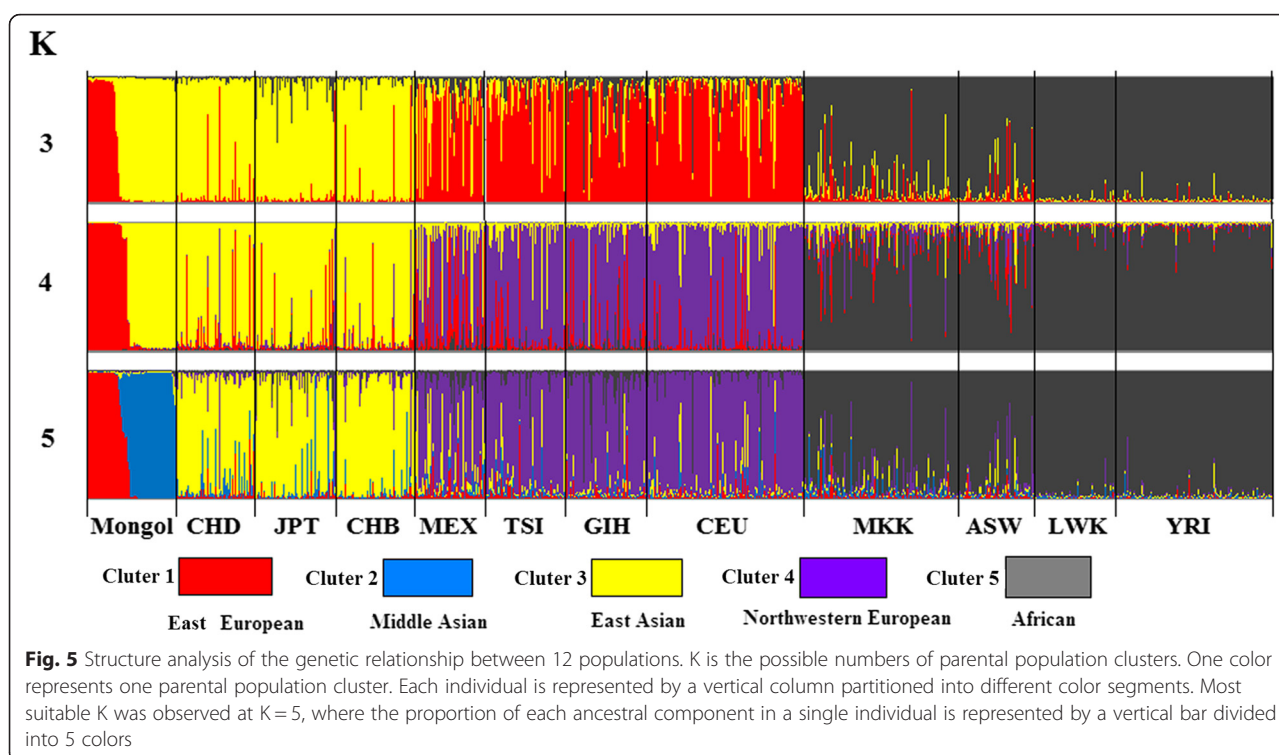 K
3
4
5
Mongol CHD JPT CHB MEX TSI GIH CEU MKK ASW LWK YRI
Cluter 1 Cluter 2 Cluter 3 Cluter 4 Cluter 5
East European Middle Asian East Asian Northwestern European African
Fig. 5 Structure analysis of the genetic relationship between 12 populations. K is the possible numbers of parental population clusters. One color
represents one parental population cluster. Each individual is represented by a vertical column partitioned into different color segments. Most
suitable K was observed at K = 5, where the proportion of each ancestral component in a single individual is represented by a vertical bar divided
into 5 colors